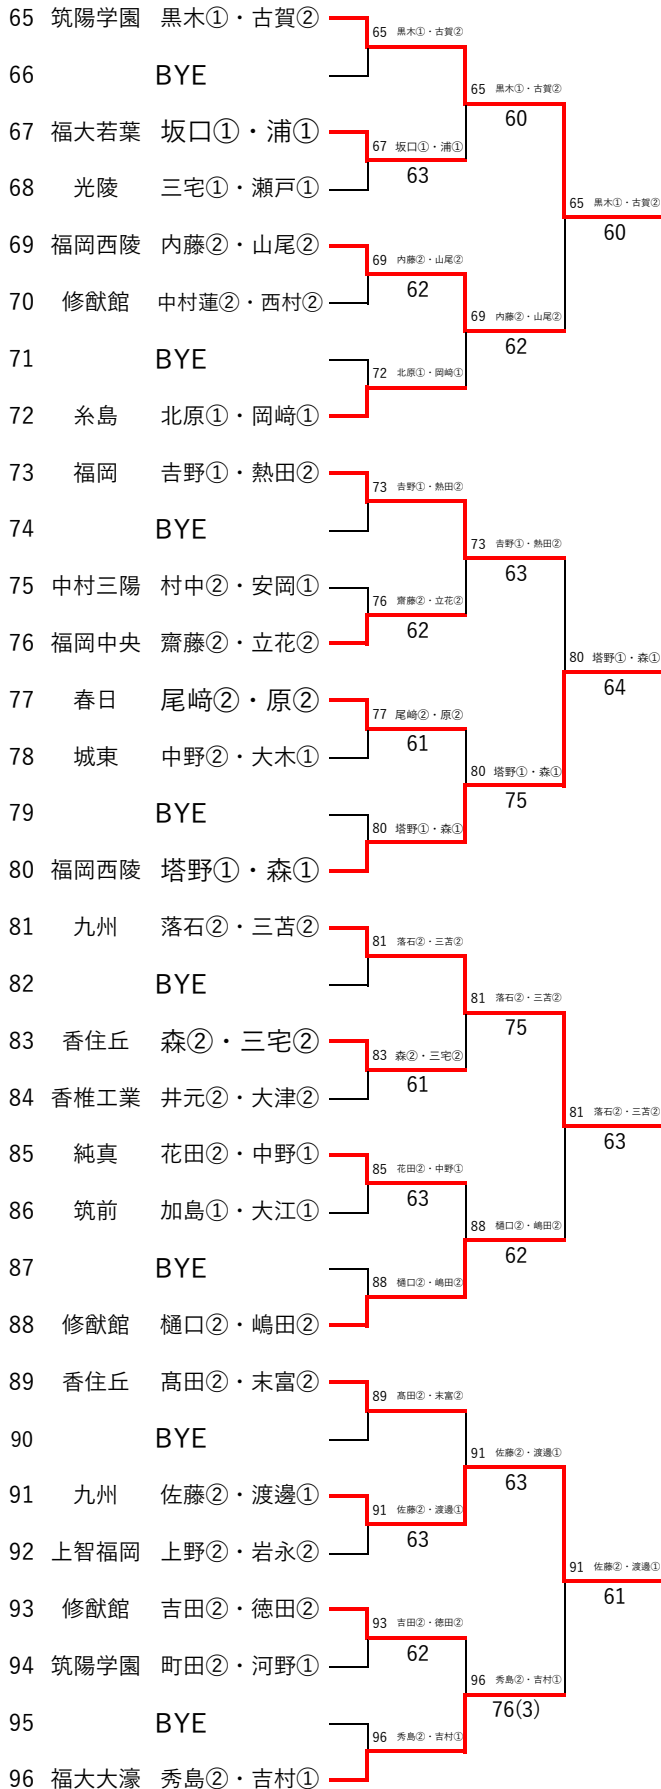 65 筑陽学園 黒木①・古賀②
65 黒木①・古賀②
66 BYE
65 黒木①・古賀②
60
67 福大若葉 坂口①・浦①
67 坂口①・浦①
63
68 光陵 三宅①・瀬戸①
65 黒木①・古賀②
60
69 福岡西陵 内藤②・山尾②
69 内藤②・山尾②
62
70 修猷館 中村蓮②・西村②
69 内藤②・山尾②
62
71 BYE
72 北原①・岡﨑①
72 糸島 北原①・岡﨑①
73 福岡 𠮷野①・熱田②
73 𠮷野①・熱田②
74 BYE
73 𠮷野①・熱田②
63
75 中村三陽 村中②・安岡①
76 齋藤②・立花②
62
76 福岡中央 齋藤②・立花②
80 塔野①・森①
64
77 春日 尾﨑②・原②
77 尾﨑②・原②
61
78 城東 中野②・大木①
80 塔野①・森①
75
79 BYE
80 塔野①・森①
80 福岡西陵 塔野①・森①
81 九州 落石②・三苫②
81 落石②・三苫②
82 BYE
81 落石②・三苫②
75
83 香住丘 森②・三宅②
83 森②・三宅②
61
84 香椎工業 井元②・大津②
81 落石②・三苫②
63
85 純真 花田②・中野①
85 花田②・中野①
63
86 筑前 加島①・大江①
88 樋口②・嶋田②
62
87 BYE
88 樋口②・嶋田②
88 修猷館 樋口②・嶋田②
89 香住丘 髙田②・末富②
89 髙田②・末富②
90 BYE
91 佐藤②・渡邊①
63
91 九州 佐藤②・渡邊①
91 佐藤②・渡邊①
63
92 上智福岡 上野②・岩永②
91 佐藤②・渡邊①
61
93 修猷館 吉田②・徳田②
93 吉田②・徳田②
62
94 筑陽学園 町田②・河野①
96 秀島②・吉村①
76(3)
95 BYE
96 秀島②・吉村①
96 福大大濠 秀島②・吉村①